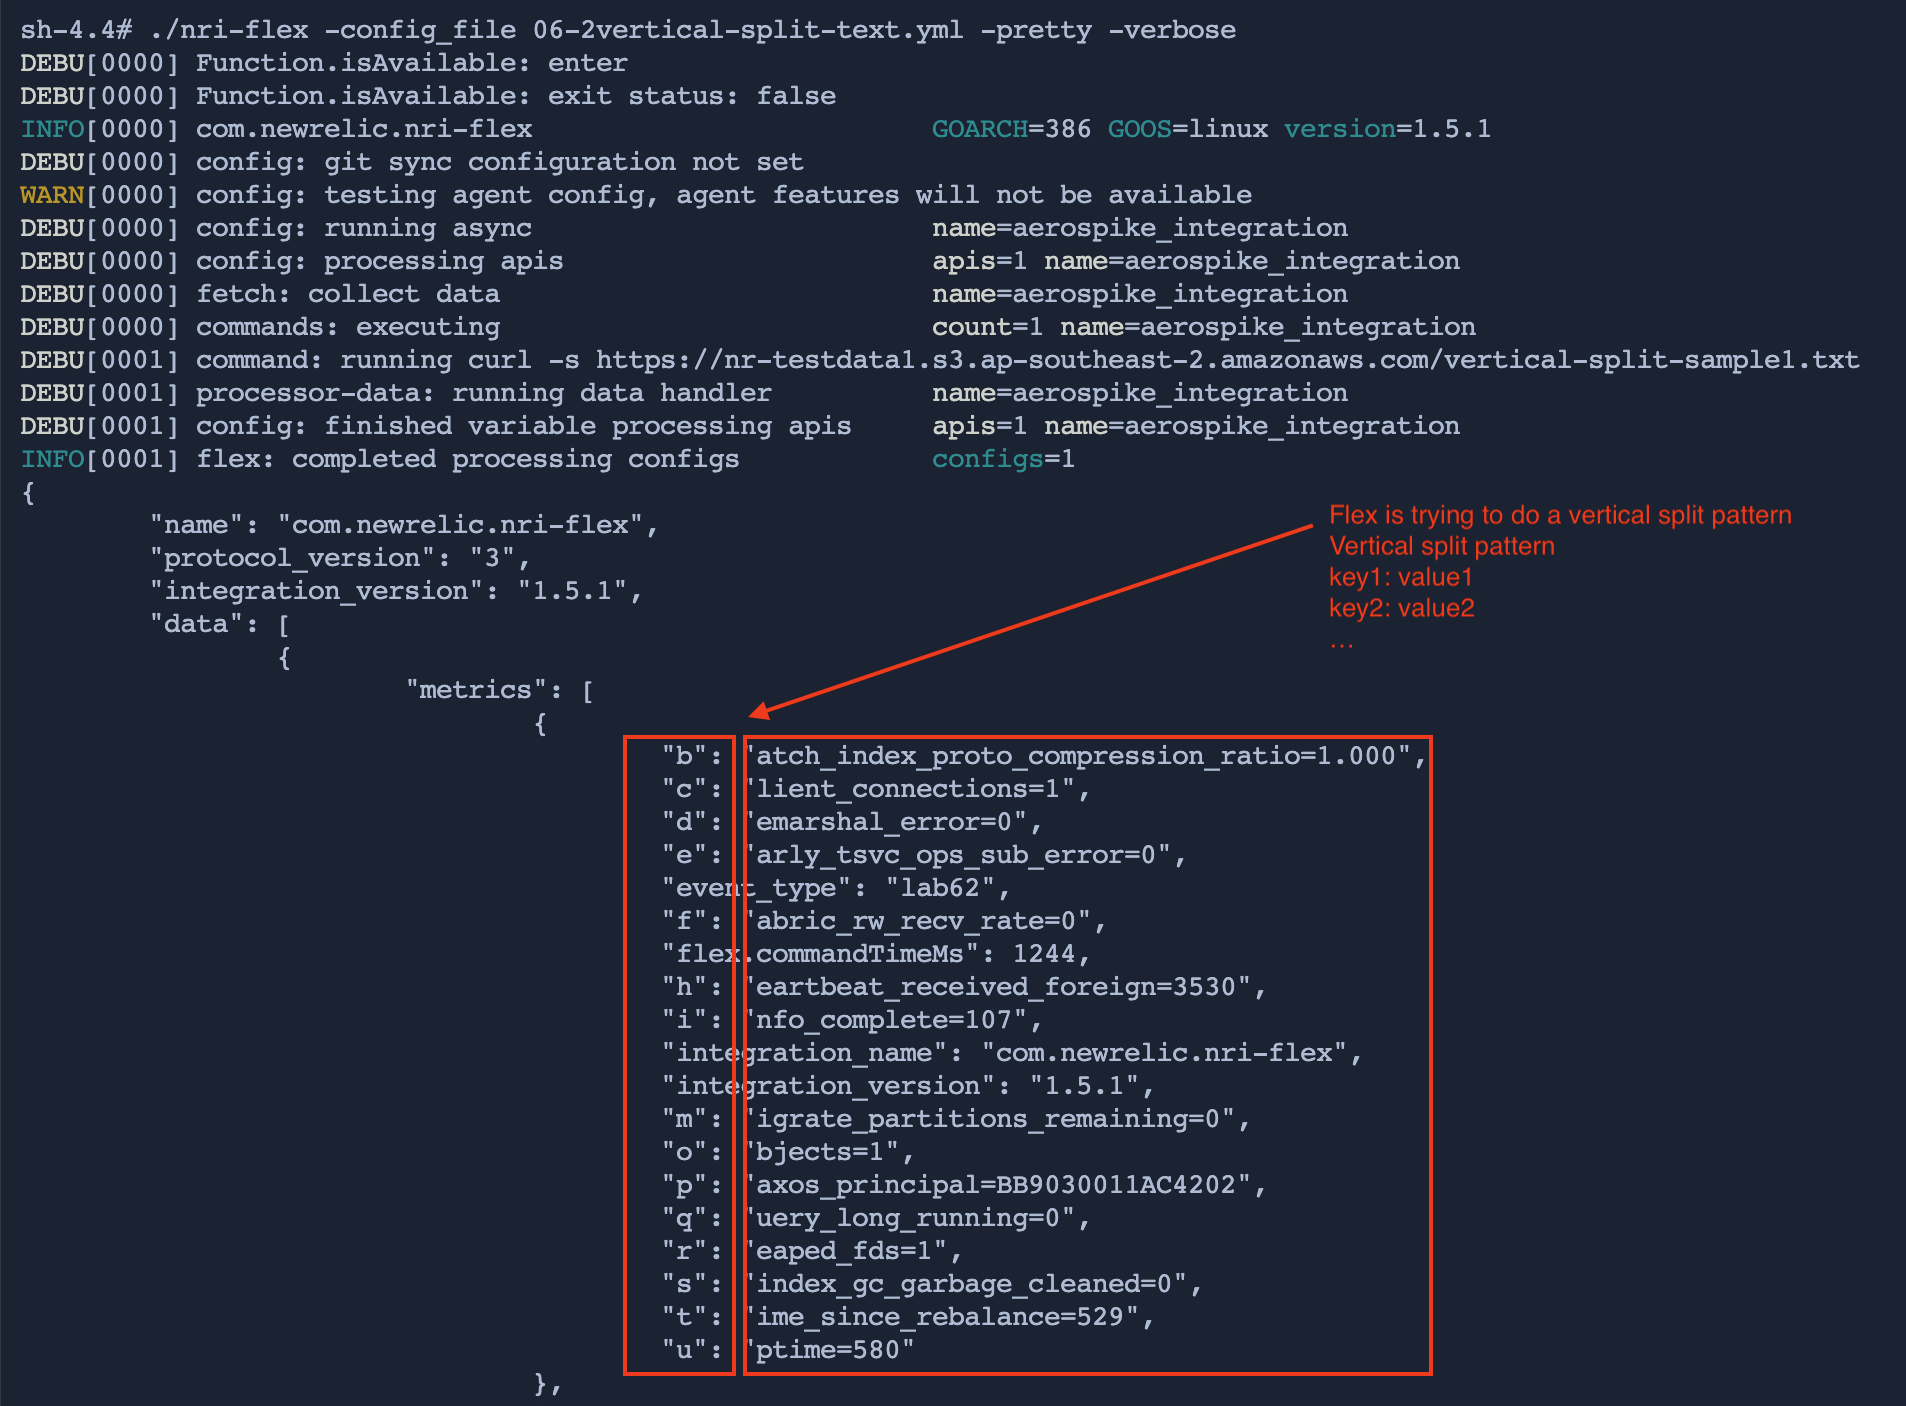 sh-4.4# ./nri-flex -config_file 06-2vertical-split-text.yml -pretty -verbose
DEBU[0000] Function.isAvailable: enter
DEBU[0000] Function.isAvailable: exit status: false
INFO[0000] com.newrelic.nri-flex GOARCH=386 GOOS=linux version=1.5.1
DEBU[0000] config: git sync configuration not set
WARN[0000] config: testing agent config, agent features will not be available
DEBU[0000] config: running async name=aerospike_integration
DEBU[0000] config: processing apis apis=1 name=aerospike_integration
DEBU[0000] fetch: collect data name=aerospike_integration
DEBU[0000] commands: executing count=1 name=aerospike_integration
DEBU[0001] command: running curl -s https://nr-testdata1.s3.ap-southeast-2.amazonaws.com/vertical-split-sample1.txt
DEBU[0001] processor-data: running data handler name=aerospike_integration
DEBU[0001] config: finished variable processing apis apis=1 name=aerospike_integration
INFO[0001] flex: completed processing configs configs=1
{
"name": "com.newrelic.nri-flex",
"protocol_version": "3",
"integration_version": "1.5.1",
"data": [
{
"metrics": [
{
Flex is trying to do a vertical split pattern
Vertical split pattern
key1: value1
key2: value2
...
"b": "atch_index_proto_compression_ratio=1.000",
"c": "lient_connections=1",
"d": "emarshal_error=0",
"e": "arly_tsvc_ops_sub_error=0",
"event_type": "lab62",
"f": "abric_rw_recv_rate=0",
"flex.commandTimeMs": 1244,
"h": "eartbeat_received_foreign=3530",
"i": "nfo_complete=107",
"integration_name": "com.newrelic.nri-flex",
"integration_version": "1.5.1",
"m": "igrate_partitions_remaining=0",
"o": "bjects=1",
"p": "axos_principal=BB9030011AC4202",
"q": "uery_long_running=0",
"r": "eaped_fds=1",
"s": "index_gc_garbage_cleaned=0",
"t": "ime_since_rebalance=529",
"u": "ptime=580"
},